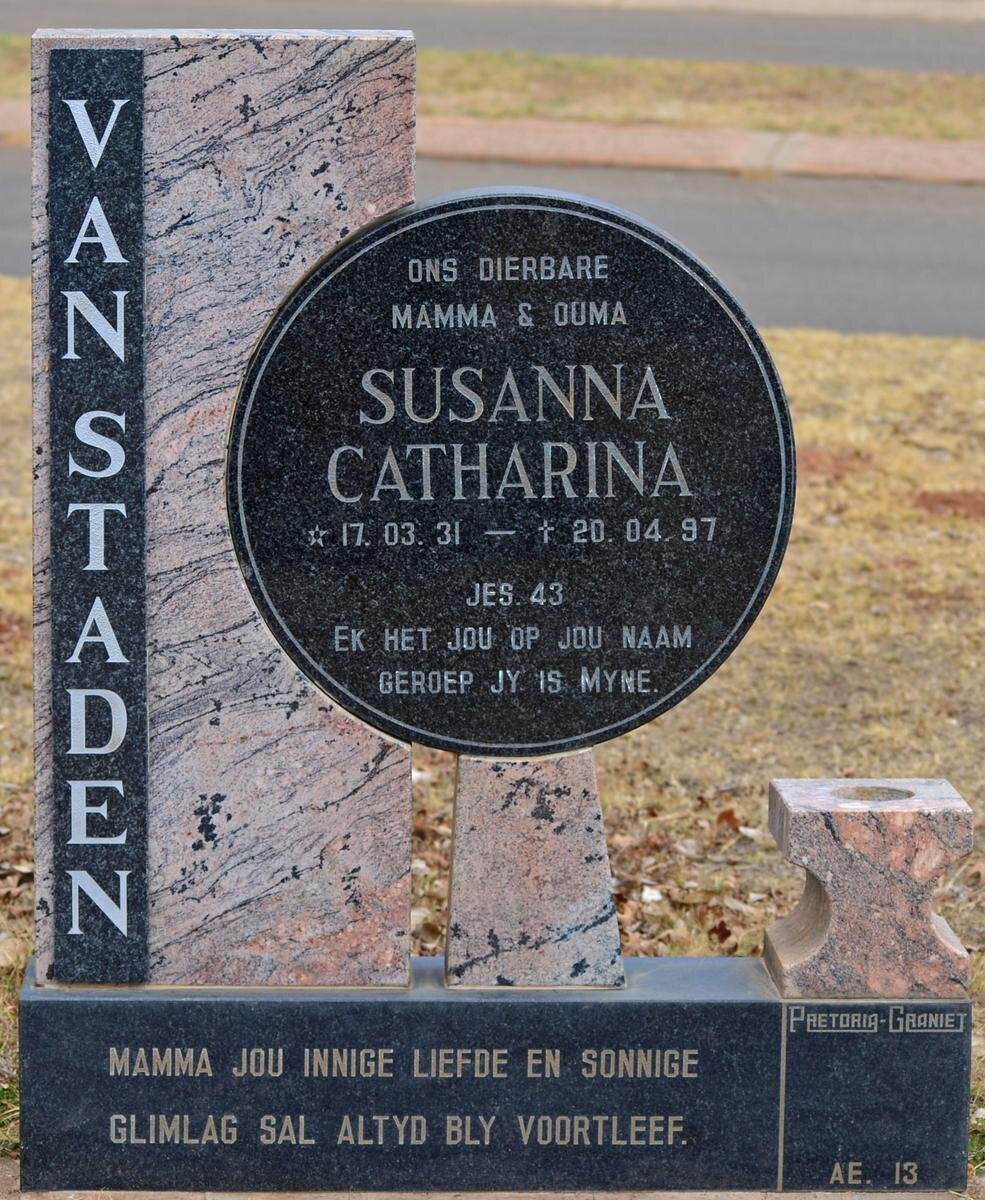 VAN STADEN
ONS DIERBARE
MAMMA & OUMA
SUSANNA
CATHARINA
☆ 17. 03. 31 — † 20. 04. 97
JES. 43
EK HET JOU OP JOU NAAM
GEROEP JY IS MYNE.
MAMMA JOU INNIGE LIEFDE EN SONNIGE
GLIMLAG SAL ALTYD BLY VOORTLEEF.
PRETORIA-GRANIET
AE. 13